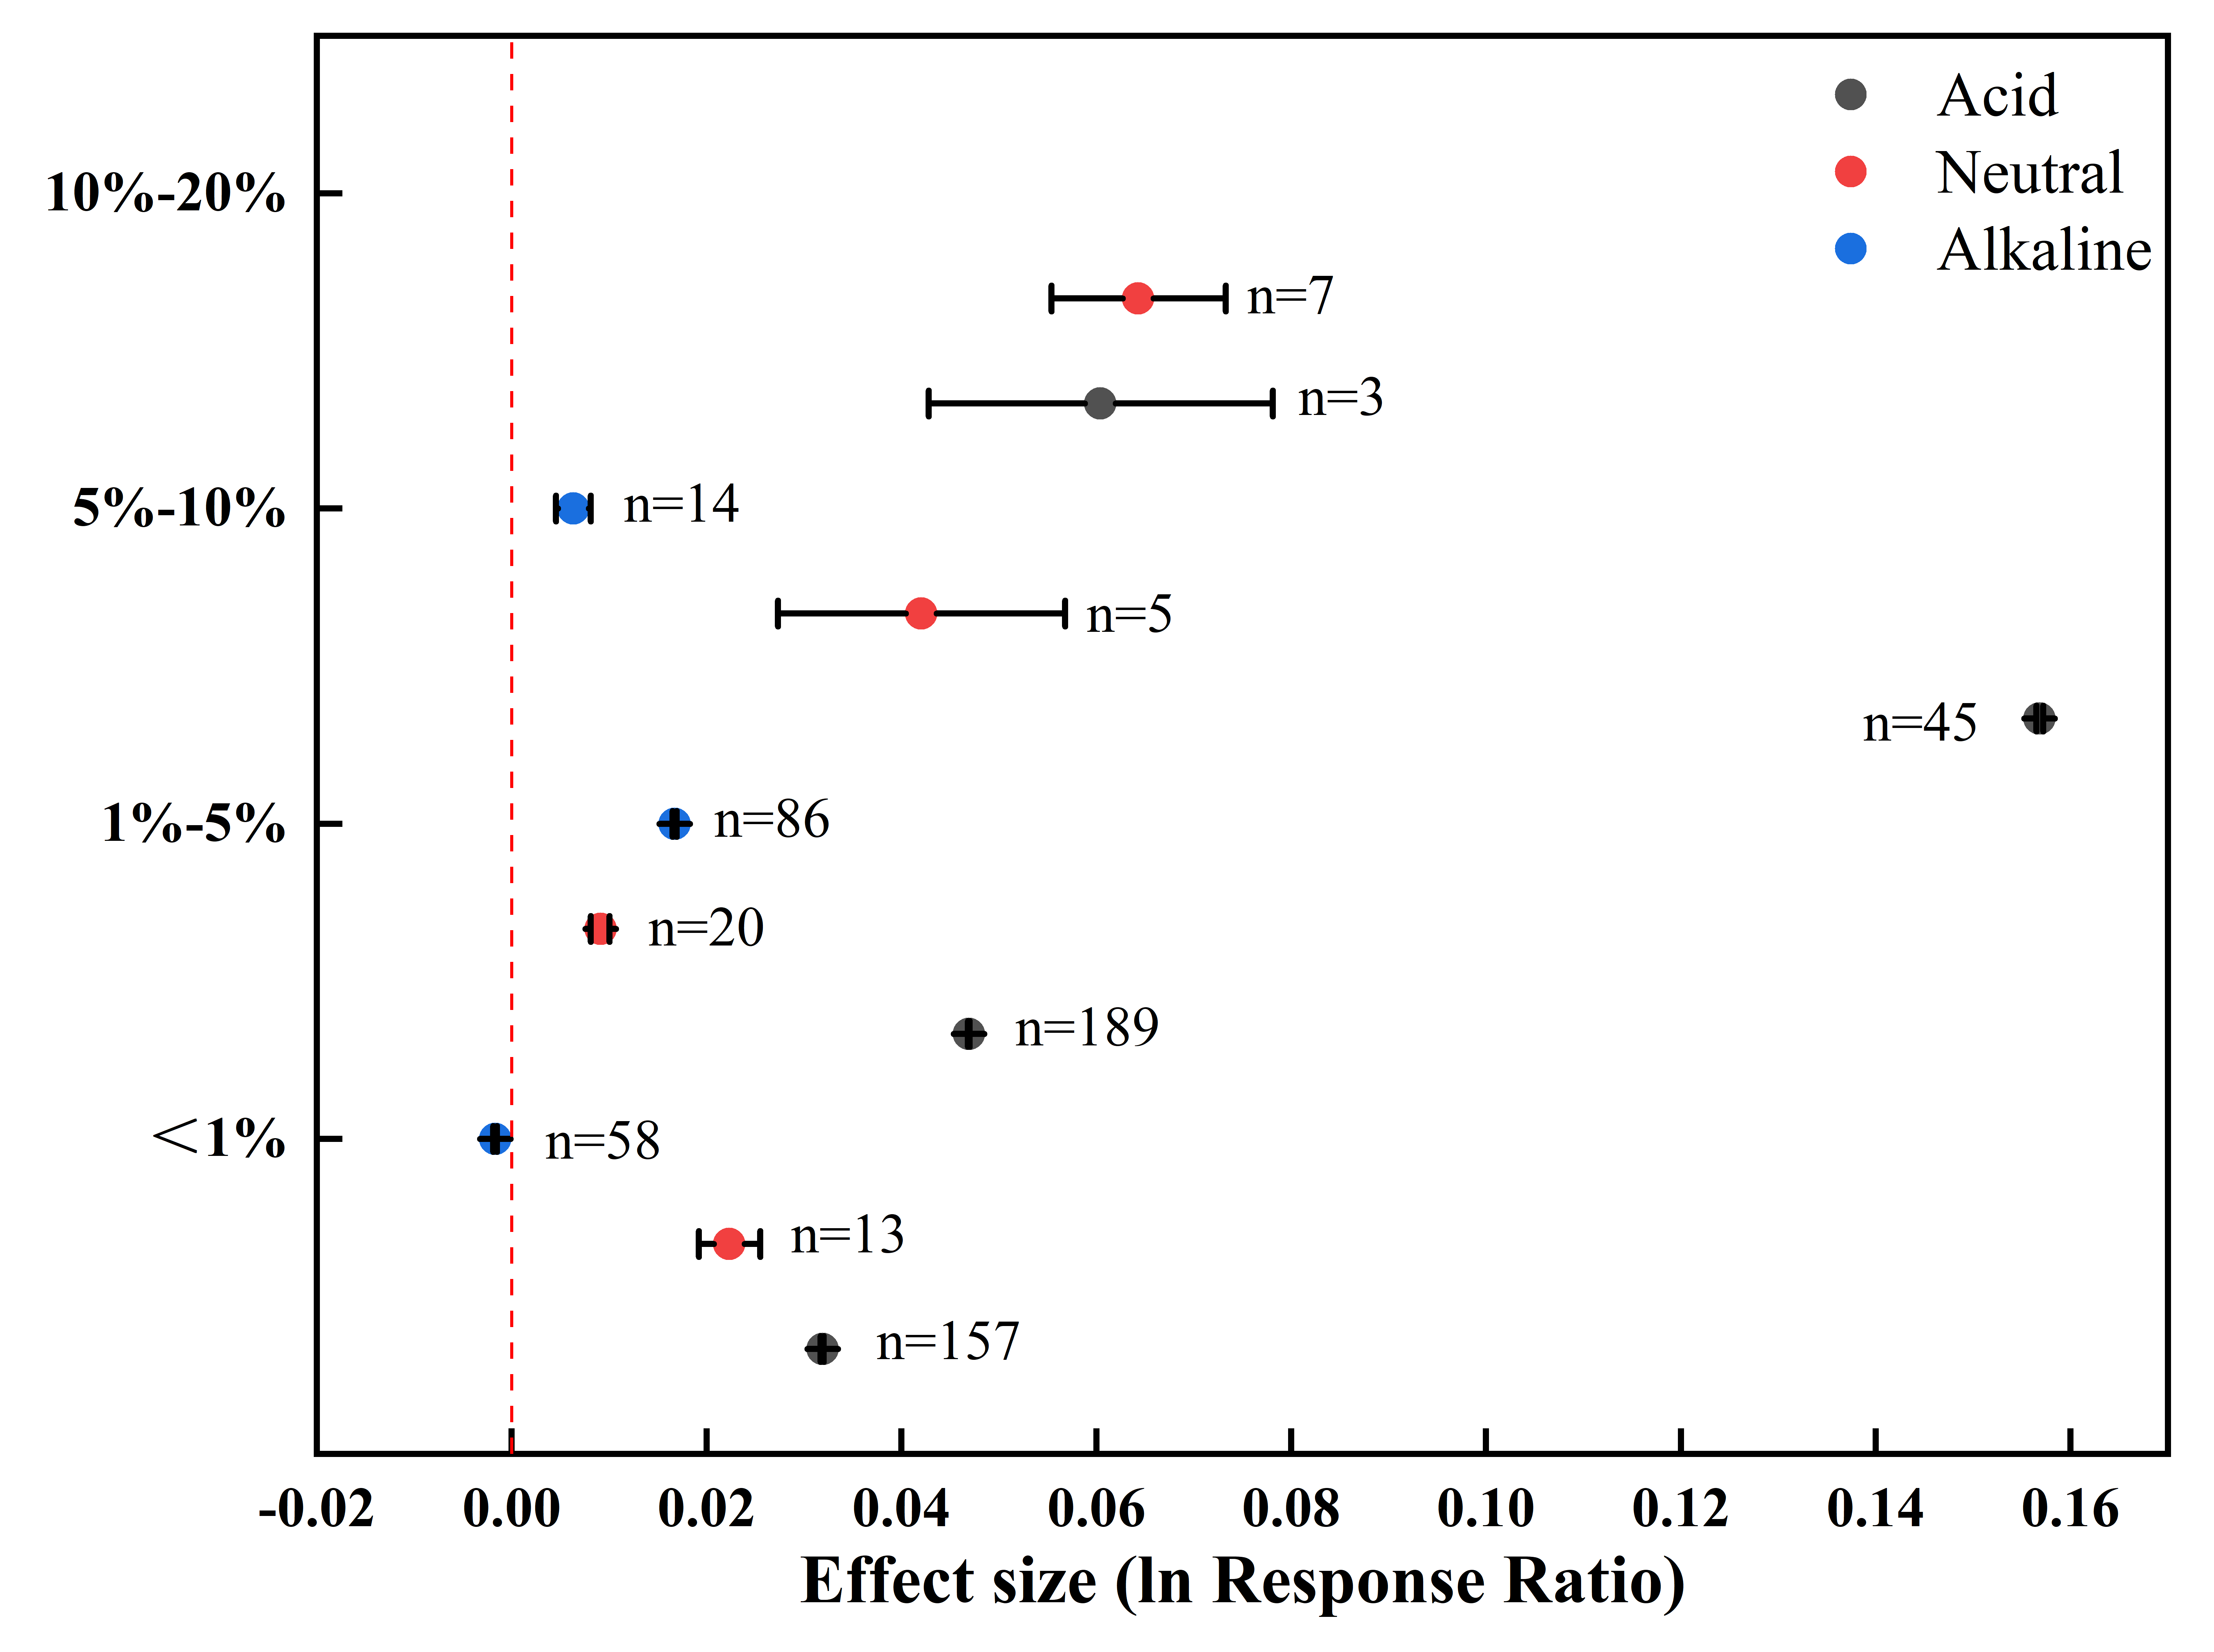 Acid
Neutral
Alkaline
10%-20%
n=7
n=3
5%-10%
n=14
n=5
n=45
1%-5%
n=86
n=20
n=189
<1%
n=58
n=13
n=157
-0.02 0.00 0.02 0.04 0.06 0.08 0.10 0.12 0.14 0.16
Effect size (ln Response Ratio)